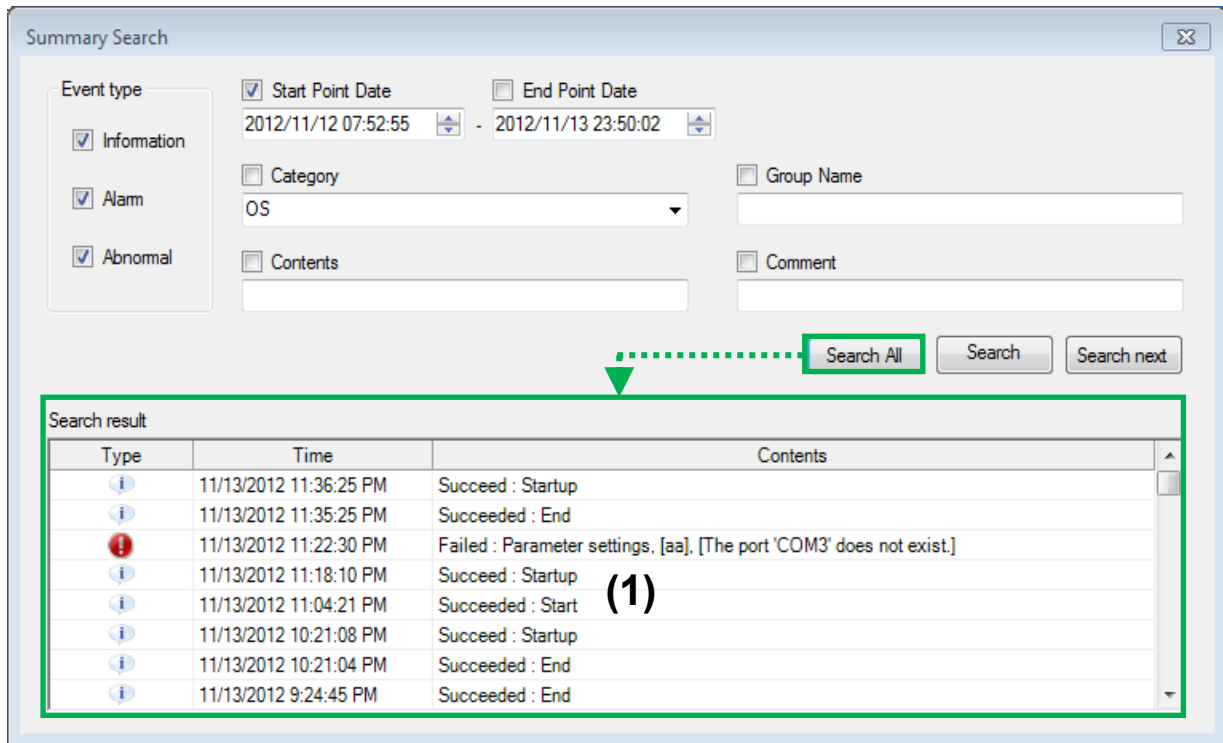 Summary Search
Event type
Start Point Date
End Point Date
2012/11/12 07:52:55 - 2012/11/13 23:50:02
Information
Category
Group Name
Alarm
OS
Abnormal
Contents
Comment
Search All
Search
Search next
Search result
Type Time Contents
11/13/2012 11:36:25 PM Succeed : Startup
11/13/2012 11:35:25 PM Succeeded : End
11/13/2012 11:22:30 PM Failed : Parameter settings, [aa], [The port 'COM3' does not exist.]
11/13/2012 11:18:10 PM Succeed : Startup
(1)
11/13/2012 11:04:21 PM Succeeded : Start
11/13/2012 10:21:08 PM Succeed : Startup
11/13/2012 10:21:04 PM Succeeded : End
11/13/2012 9:24:45 PM Succeeded : End